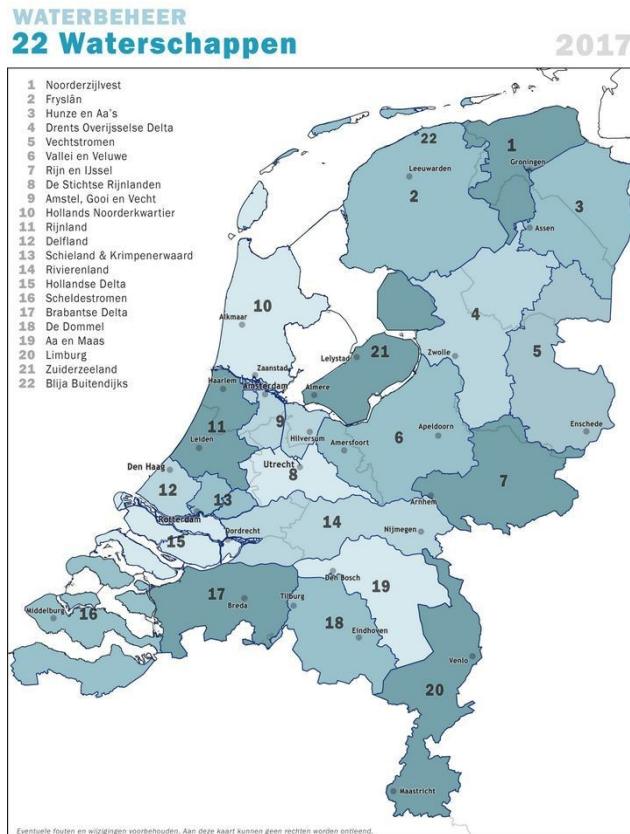 WATERBEHEER
22 Waterschappen
2017
1 Noorderzijlvest
2 Fryslân
3 Hunze en Aa's
4 Drents Overijsselse Delta
5 Vechtstromen
6 Vallei en Veluwe
7 Rijn en IJssel
8 De Stichtse Rijnlanden
9 Amstel, Gooi en Vecht
10 Hollands Noorderkwartier
11 Rijnland
12 Delfland
13 Schieland & Krimpenerwaard
14 Rivierenland
15 Hollandse Delta
16 Scheldestromen
17 Brabantse Delta
18 De Dommel
19 Aa en Maas
20 Limburg
21 Zuiderzeeland
22 Blija Buitendijks
22
1
Groningen
Leeuwarden
2
3
Assen
10
Alkmaar
4
Zwolle
21
Lelystad
5
Zaanstad
Haarlem
Amsterdam
Almere
11
9
Hilversum
Leiden
Amersfoort
6
Apeldoorn
Enschede
Den Haag
Utrecht
8
7
12
13
Arnhem
Rotterdam
14
Dordrecht
Nijmegen
15
Den Bosch
19
16
Middelburg
17
Breda
Tilburg
18
Eindhoven
Venlo
20
Maastricht
Eventuele fouten en wijzigingen voorbehouden. Aan deze kaart kunnen geen rechten worden ontleend.